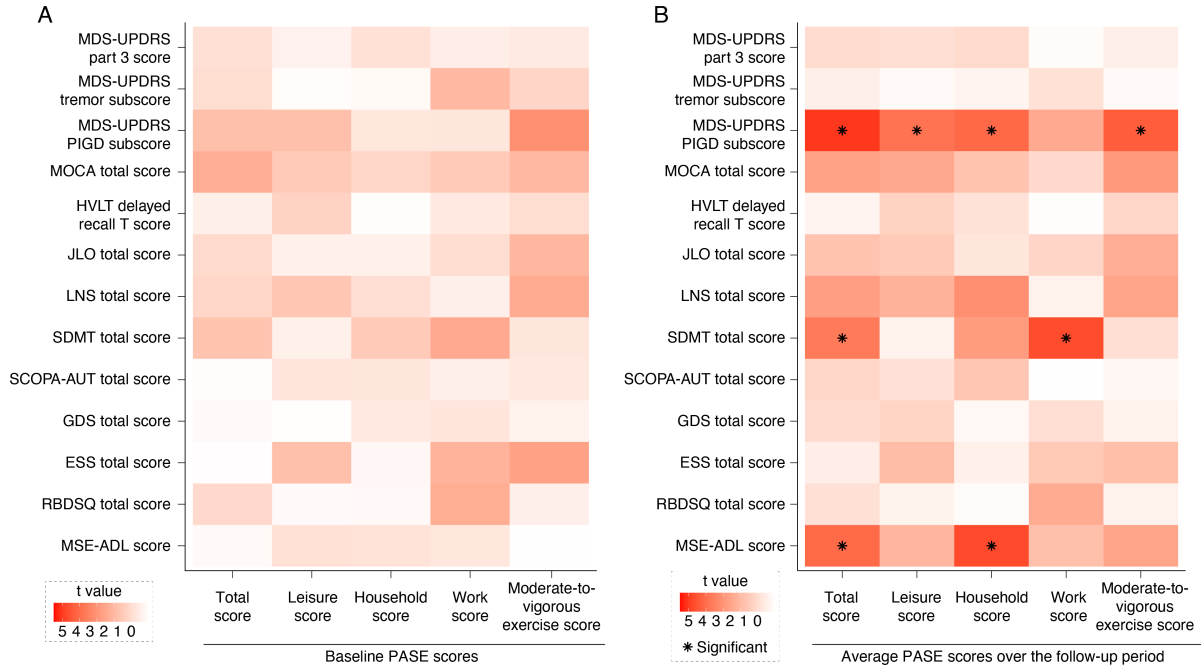 A
MDS-UPDRS
part 3 score
MDS-UPDRS
tremor subscore
MDS-UPDRS
PIGD subscore
MOCA total score
HVLT delayed
recall T score
JLO total score
LNS total score
SDMT total score
SCOPA-AUT total score
GDS total score
ESS total score
RBDSQ total score
MSE-ADL score
t value
5 4 3 2 1 0
Total
score
Leisure
score
Household
score
Work
score
Moderate-to-
vigorous
exercise score
Baseline PASE scores
B
MDS-UPDRS
part 3 score
MDS-UPDRS
tremor subscore
MDS-UPDRS
PIGD subscore
MOCA total score
HVLT delayed
recall T score
JLO total score
LNS total score
SDMT total score
SCOPA-AUT total score
GDS total score
ESS total score
RBDSQ total score
MSE-ADL score
t value
5 4 3 2 1 0
* Significant
Total
score
Leisure
score
Household
score
Work
score
Moderate-to-
vigorous
exercise score
Average PASE scores over the follow-up period